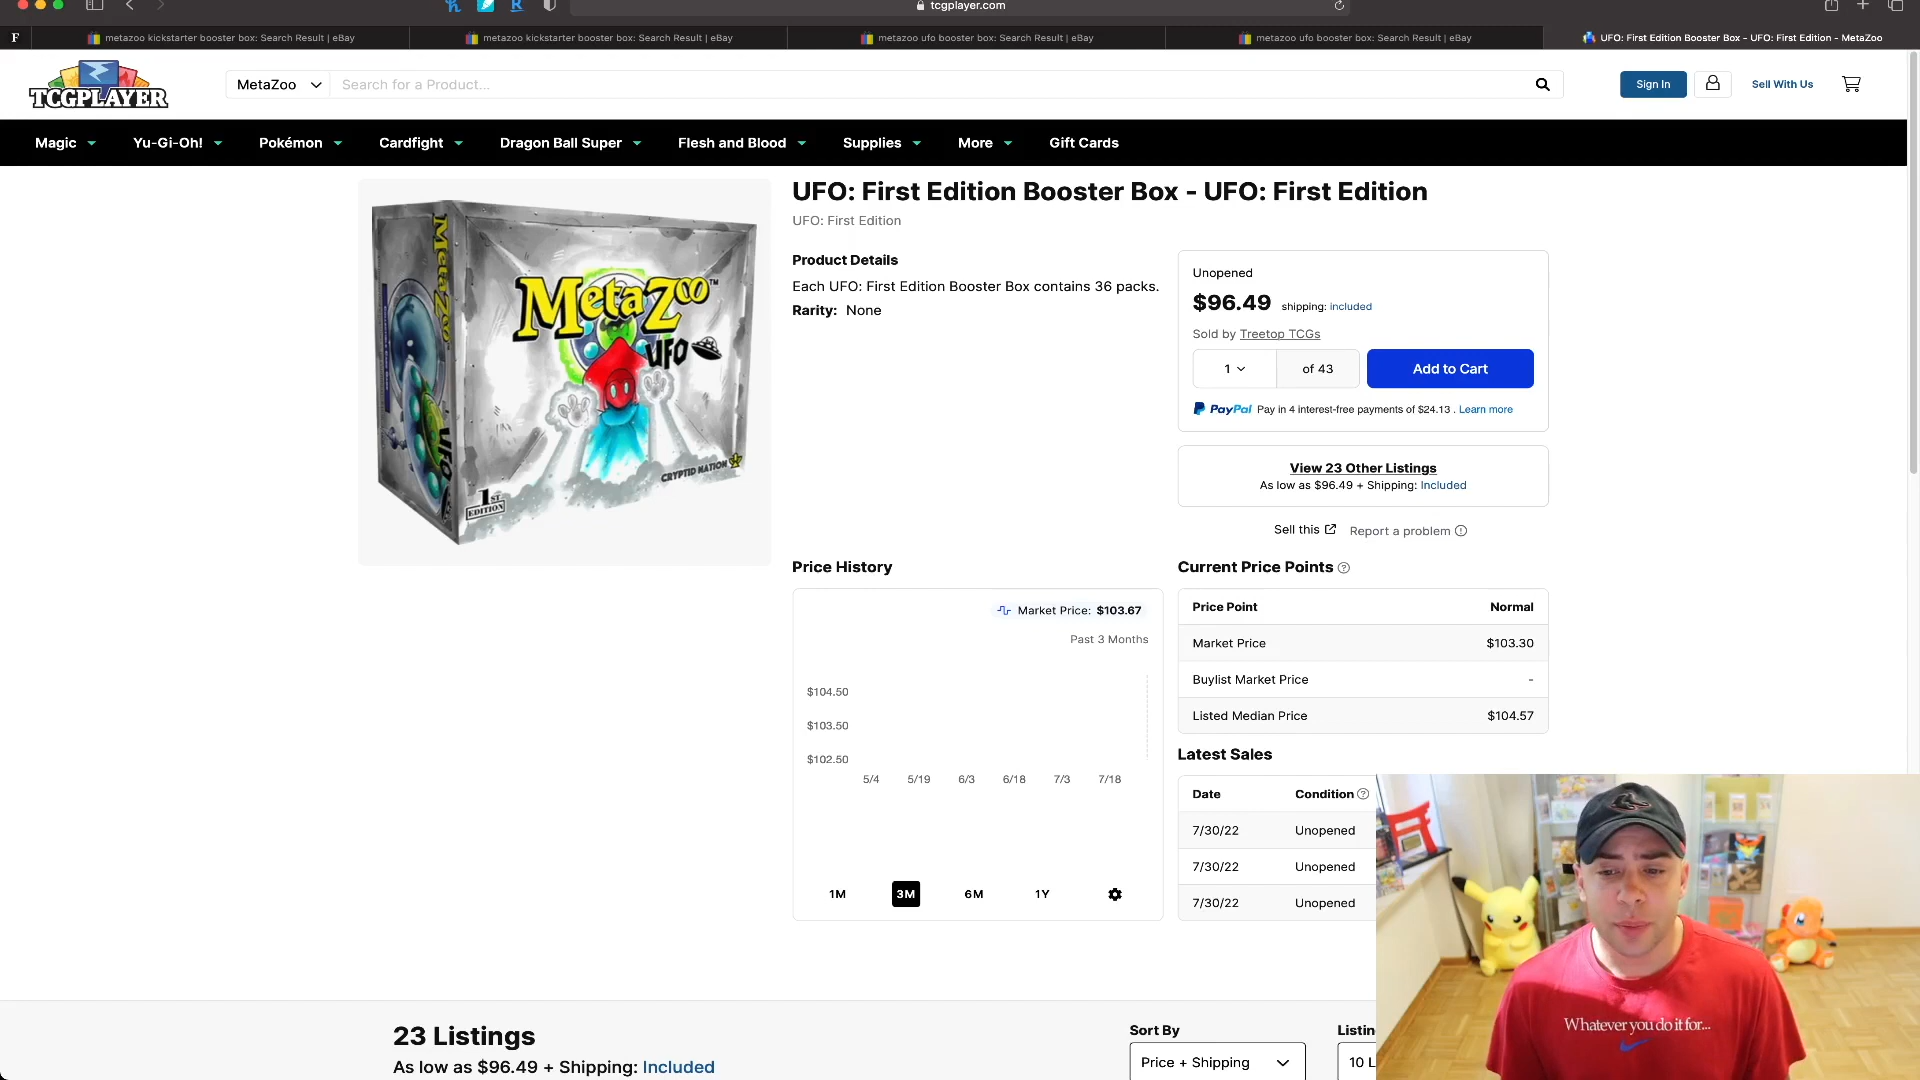 tcgplayer.com
F
metazoo kickstarter booster box: Search Result | eBay
metazoo kickstarter booster box: Search Result | eBay
metazoo ufo booster box: Search Result | eBay
metazoo ufo booster box: Search Result | eBay
UFO: First Edition Booster Box - UFO: First Edition - MetaZoo
TCGPLAYER
MetaZoo
Search for a Product...
Sign In
Sell With Us
Magic
Yu-Gi-Oh!
Pokémon
Cardfight
Dragon Ball Super
Flesh and Blood
Supplies
More
Gift Cards
MetaZoo
UFO
MetaZoo™
UFO
CRYPTID NATION
1ST
EDITION
UFO: First Edition Booster Box - UFO: First Edition
UFO: First Edition
Product Details
Each UFO: First Edition Booster Box contains 36 packs.
Rarity: None
Unopened
$96.49 shipping: included
Sold by Treetop TCGs
1
of 43
Add to Cart
PayPal Pay in 4 interest-free payments of $24.13 . Learn more
View 23 Other Listings
As low as $96.49 + Shipping: Included
Sell this
Report a problem
Price History
Market Price: $103.67
Past 3 Months
$104.50
$103.50
$102.50
5/4 5/19 6/3 6/18 7/3 7/18
1M 3M 6M 1Y
Current Price Points
Price Point Normal
Market Price $103.30
Buylist Market Price -
Listed Median Price $104.57
Latest Sales
Date Condition
7/30/22 Unopened
7/30/22 Unopened
7/30/22 Unopened
Whatever you do it for...
23 Listings
As low as $96.49 + Shipping: Included
Sort By
Price + Shipping
Listin
10 L